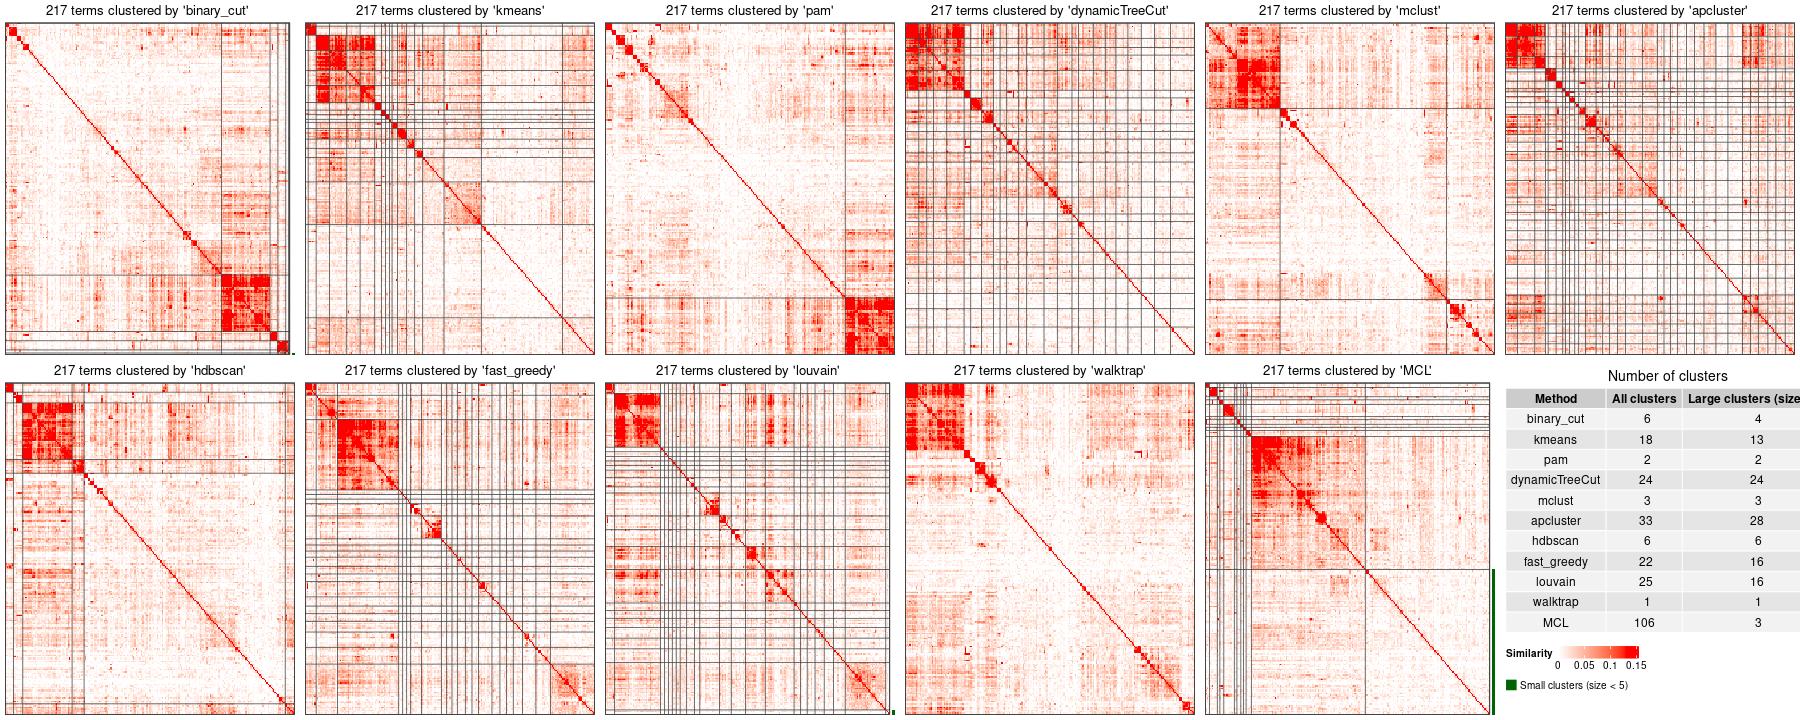 217 terms clustered by 'binary_cut'
217 terms clustered by 'kmeans'
217 terms clustered by 'pam'
217 terms clustered by 'dynamicTreeCut'
217 terms clustered by 'mclust'
217 terms clustered by 'apcluster'
217 terms clustered by 'hdbscan'
217 terms clustered by 'fast_greedy'
217 terms clustered by 'louvain'
217 terms clustered by 'walktrap'
217 terms clustered by 'MCL'
Number of clusters
Method All clusters Large clusters (size
binary_cut 6 4
kmeans 18 13
pam 2 2
dynamicTreeCut 24 24
mclust 3 3
apcluster 33 28
hdbscan 6 6
fast_greedy 22 16
louvain 25 16
walktrap 1 1
MCL 106 3
Similarity
0 0.05 0.1 0.15
Small clusters (size < 5)